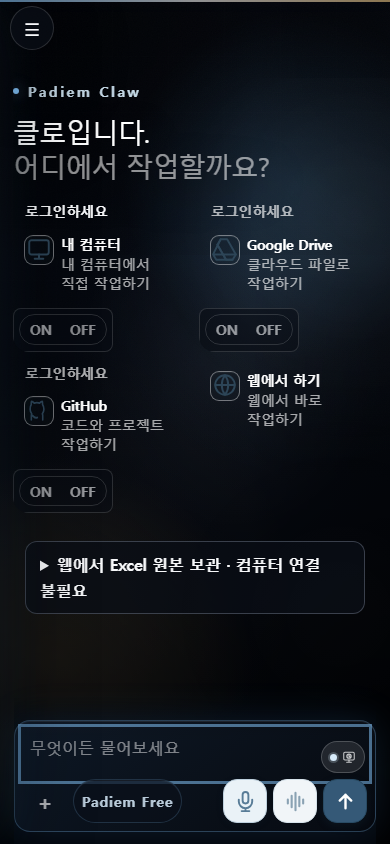 Padiem Claw
클로입니다.
어디에서 작업할까요?
로그인하세요
내 컴퓨터
내 컴퓨터에서
직접 작업하기
ON OFF
로그인하세요
Google Drive
클라우드 파일로
작업하기
ON OFF
로그인하세요
GitHub
코드와 프로젝트
작업하기
ON OFF
웹에서 하기
웹에서 바로
작업하기
▶ 웹에서 Excel 원본 보관 · 컴퓨터 연결
불필요
무엇이든 물어보세요
+ Padiem Free